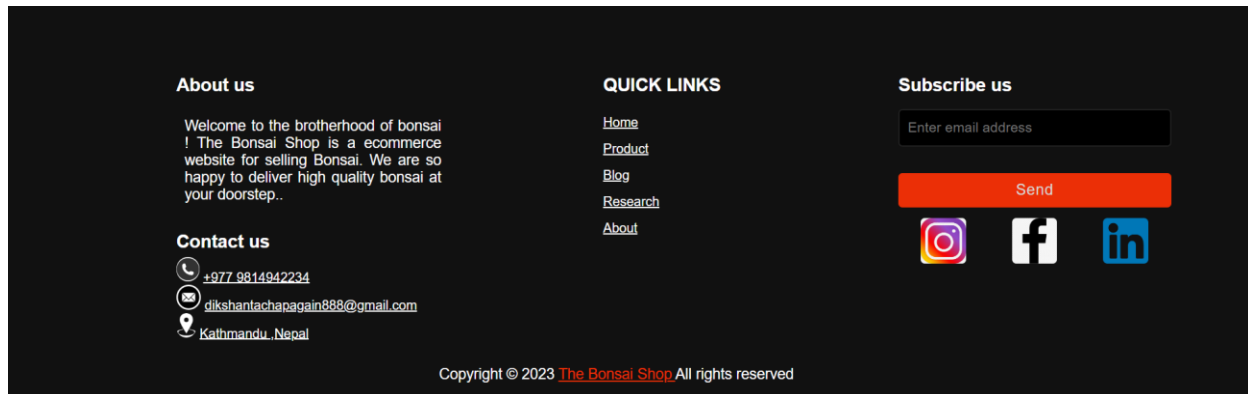 About us
Welcome to the brotherhood of bonsai
! The Bonsai Shop is a ecommerce
website for selling Bonsai. We are so
happy to deliver high quality bonsai at
your doorstep..
Contact us
+977 9814942234
dikshantachapagain888@gmail.com
Kathmandu ,Nepal
QUICK LINKS
Home
Product
Blog
Research
About
Subscribe us
Enter email address
Send
in
Copyright © 2023 The Bonsai Shop All rights reserved